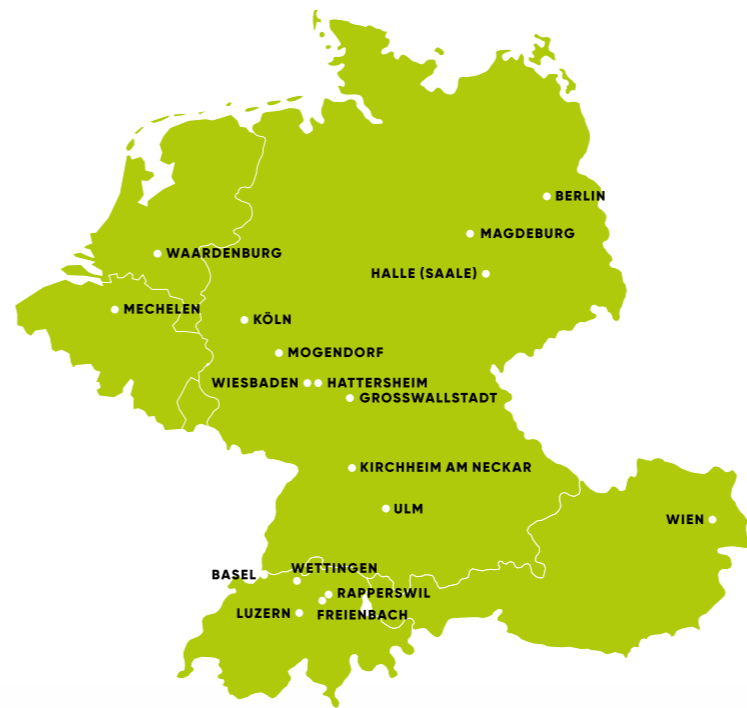 BERLIN
MAGDEBURG
WAARDENBURG
HALLE (SAALE)
MECHELEN
KÖLN
MOGENDORF
WIESBADEN
HATTERSHEIM
GROSSWALLSTADT
KIRCHHEIM AM NECKAR
ULM
WIEN
WETTINGEN
BASEL
RAPPERSWIL
LUZERN
FREIENBACH